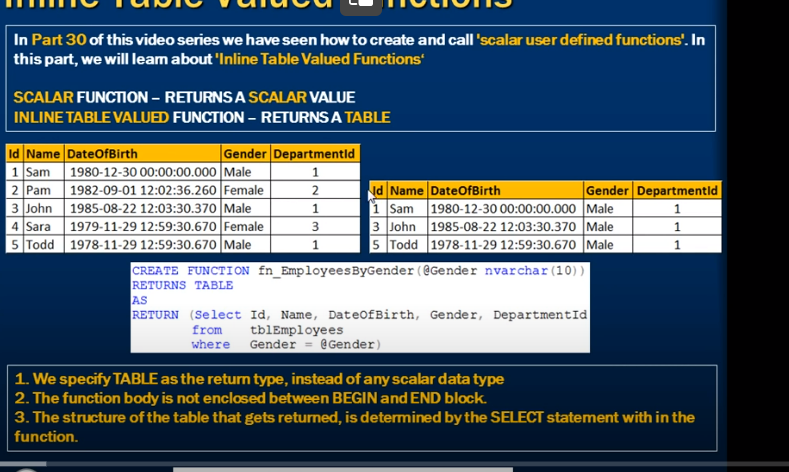 Inline Table Valued
In Part 30 of this video series we have seen how to create and call 'scalar user defined functions'. In
this part, we will learn about 'Inline Table Valued Functions'
SCALAR FUNCTION – RETURNS A SCALAR VALUE
INLINE TABLE VALUED FUNCTION – RETURNS A TABLE
Id Name DateOfBirth Gender DepartmentId
1 Sam 1980-12-30 00:00:00.000 Male 1
2 Pam 1982-09-01 12:02:36.260 Female 2
3 John 1985-08-22 12:03:30.370 Male 1
4 Sara 1979-11-29 12:59:30.670 Female 3
5 Todd 1978-11-29 12:59:30.670 Male 1
Id Name DateOfBirth Gender DepartmentId
1 Sam 1980-12-30 00:00:00.000 Male 1
3 John 1985-08-22 12:03:30.370 Male 1
5 Todd 1978-11-29 12:59:30.670 Male 1
CREATE FUNCTION fn_EmployeesByGender(@Gender nvarchar(10))
RETURNS TABLE
AS
RETURN (Select Id, Name, DateOfBirth, Gender, DepartmentId
from tblEmployees
where Gender = @Gender)
1. We specify TABLE as the return type, instead of any scalar data type
2. The function body is not enclosed between BEGIN and END block.
3. The structure of the table that gets returned, is determined by the SELECT statement with in the
function.